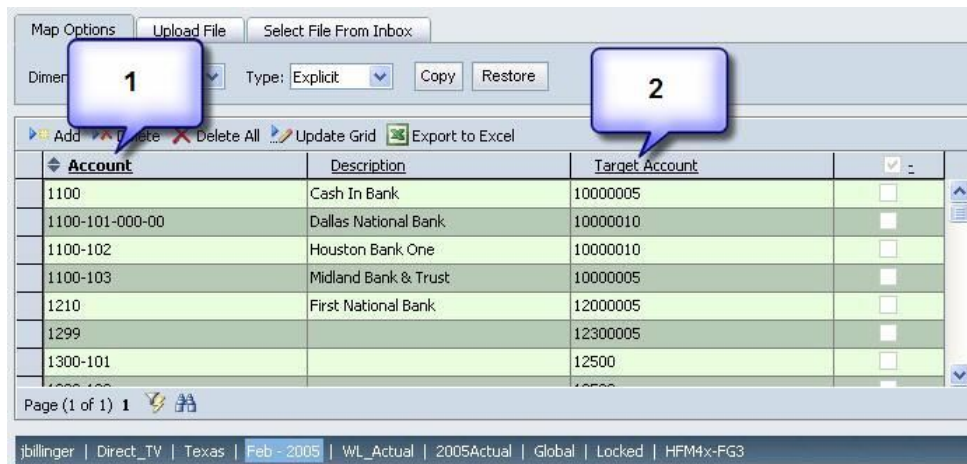 Map Options Upload File Select File From Inbox
Type: Explicit Copy Restore
1
2
Add Delete All Update Grid Export to Excel
Account Description Target Account -
1100 Cash In Bank 10000005
1100-101-000-00 Dallas National Bank 10000010
1100-102 Houston Bank One 10000010
1100-103 Midland Bank & Trust 10000005
1210 First National Bank 12000005
1299 12300005
1300-101 12500
Page (1 of 1) 1
jbillinger | Direct_TV | Texas | Feb - 2005 | WL_Actual | 2005Actual | Global | Locked | HFM4x-FG3